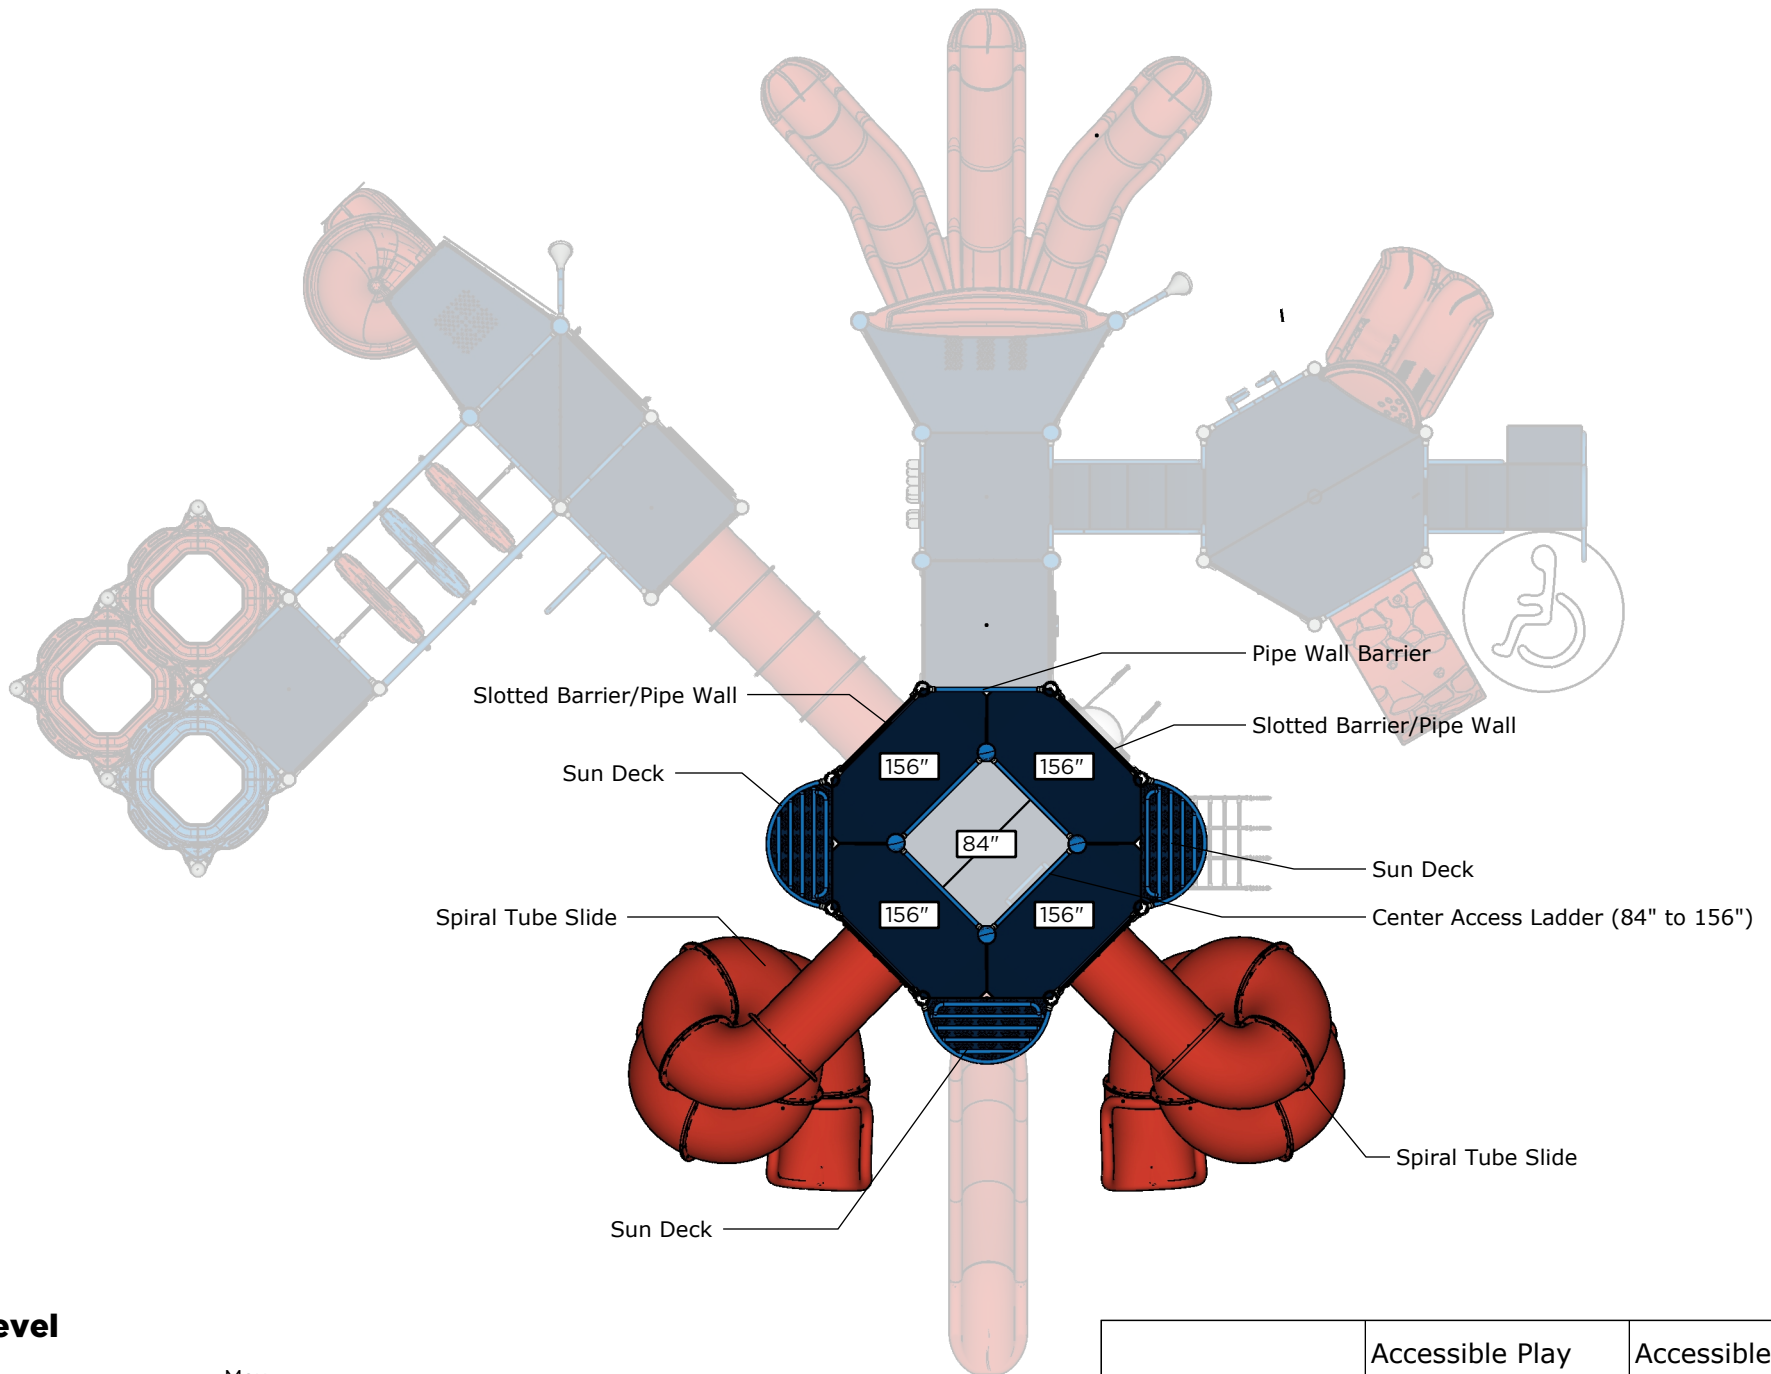 Pipe Wall Barrier
Slotted Barrier/Pipe Wall
Slotted Barrier/Pipe Wall
156"
156"
Sun Deck
84"
Sun Deck
156"
156"
Spiral Tube Slide
Center Access Ladder (84" to 156")
Spiral Tube Slide
Sun Deck
evel
Accessible Play
Accessible